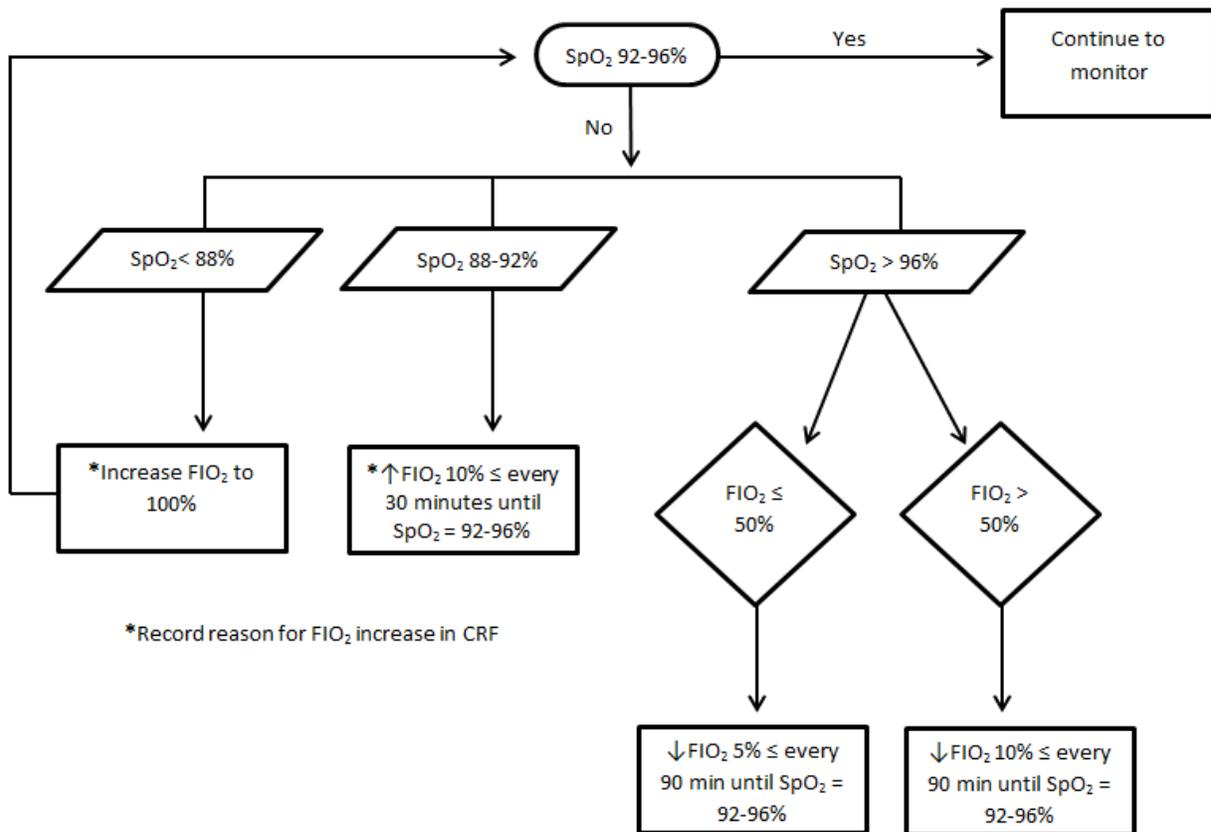 SpO₂ 92-96%
Yes
Continue to
monitor
No
SpO₂< 88%
SpO₂ 88-92%
SpO₂ > 96%
*Increase FIO₂ to
100%
*↑FIO₂ 10% ≤ every
30 minutes until
SpO₂ = 92-96%
FIO₂ ≤
50%
FIO₂ >
50%
*Record reason for FIO₂ increase in CRF
↓FIO₂ 5% ≤ every
90 min until SpO₂ =
92-96%
↓FIO₂ 10% ≤ every
90 min until SpO₂ =
92-96%